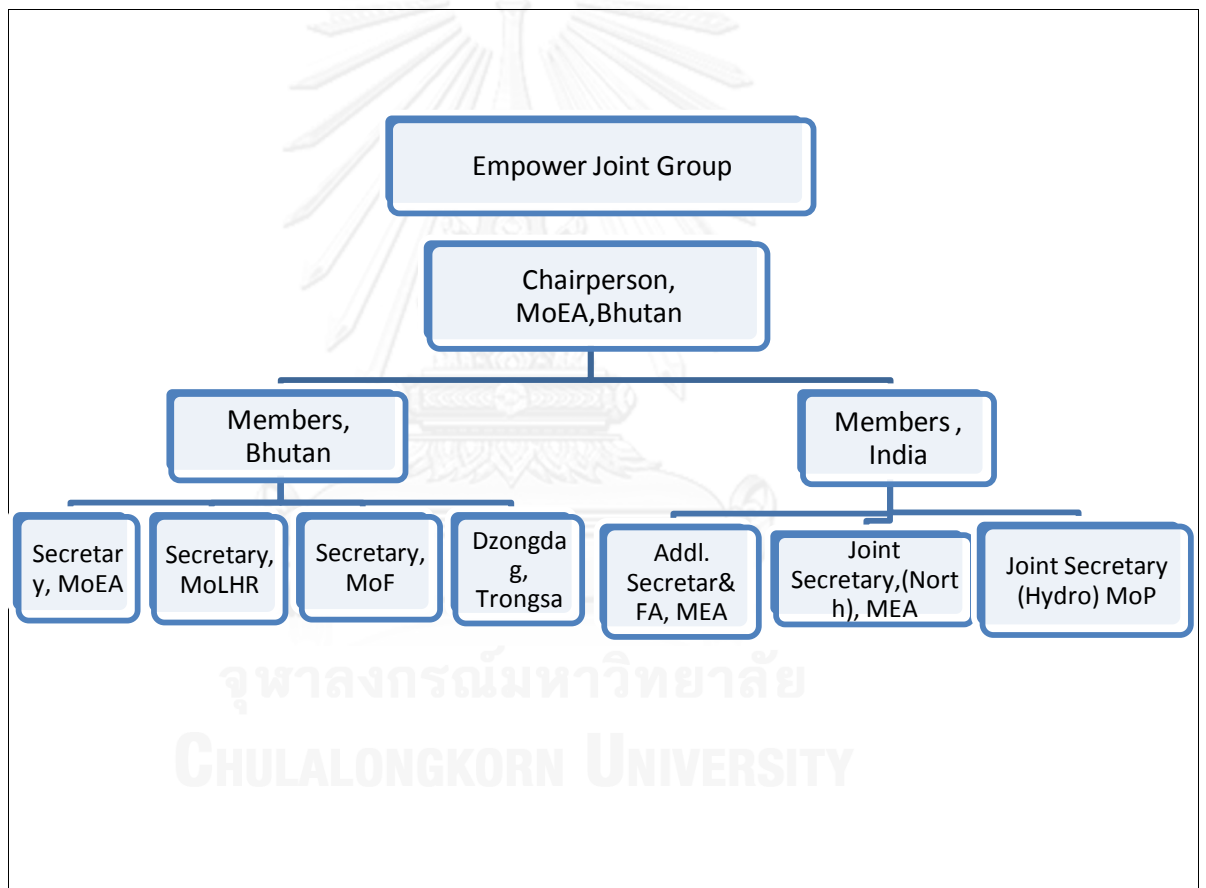 Empower Joint Group
Chairperson,
MoEA,Bhutan
Members,
Bhutan
Members ,
India
Secretar
y, MoEA
Secretary,
MoLHR
Secretary,
MoF
Dzongda
g,
Trongsa
Addl.
Secretar&
FA, MEA
Joint
Secretary,(Nort
h), MEA
Joint Secretary
(Hydro) MoP
จุฬาลงกรณ์มหาวิทยาลัย
CHULALONGKORN UNIVERSITY